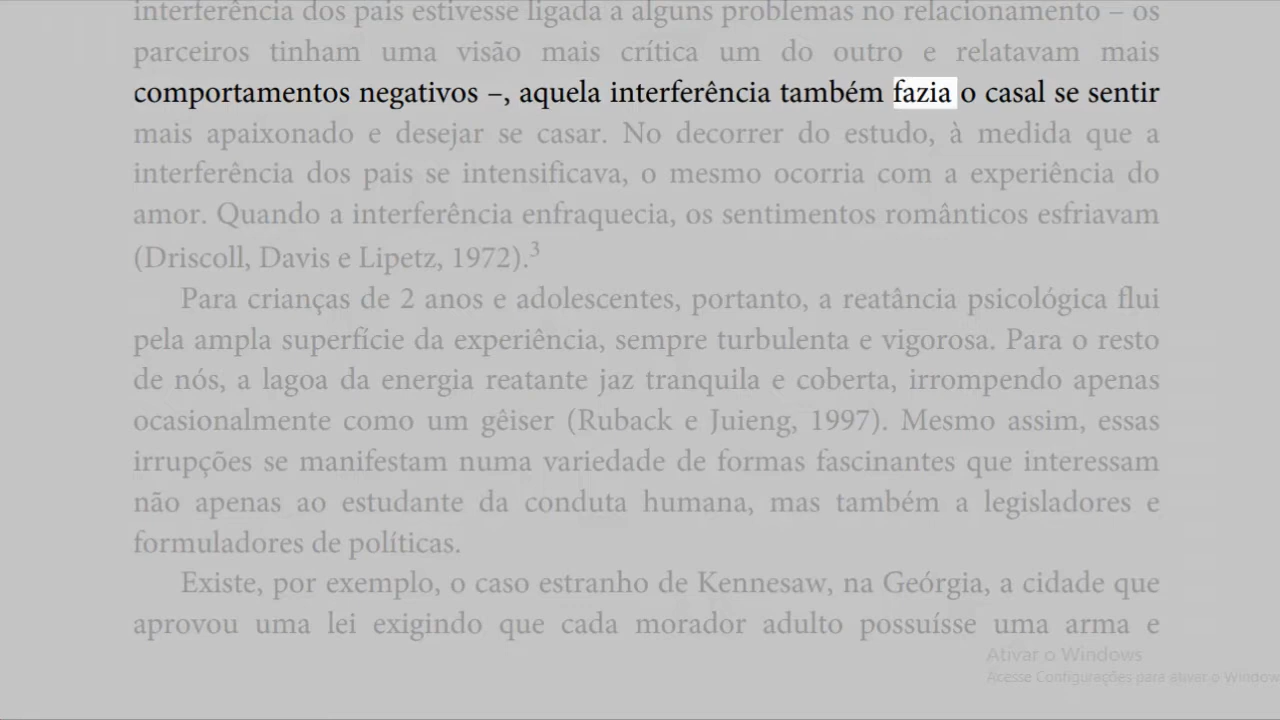 interferência dos pais estivesse ligada a alguns problemas no relacionamento – os
parceiros tinham uma visão mais crítica um do outro e relatavam mais
comportamentos negativos –, aquela interferência também fazia o casal se sentir
mais apaixonado e desejar se casar. No decorrer do estudo, à medida que a
interferência dos pais se intensificava, o mesmo ocorria com a experiência do
amor. Quando a interferência enfraquecia, os sentimentos românticos esfriavam
(Driscoll, Davis e Lipetz, 1972).³
Para crianças de 2 anos e adolescentes, portanto, a reatância psicológica flui
pela ampla superfície da experiência, sempre turbulenta e vigorosa. Para o resto
de nós, a lagoa da energia reatante jaz tranquila e coberta, irrompendo apenas
ocasionalmente como um gêiser (Ruback e Juieng, 1997). Mesmo assim, essas
irrupções se manifestam numa variedade de formas fascinantes que interessam
não apenas ao estudante da conduta humana, mas também a legisladores e
formuladores de políticas.
Existe, por exemplo, o caso estranho de Kennesaw, na Geórgia, a cidade que
aprovou uma lei exigindo que cada morador adulto possuísse uma arma e
Ativar o Windows
Acesse Configurações para ativar o Window